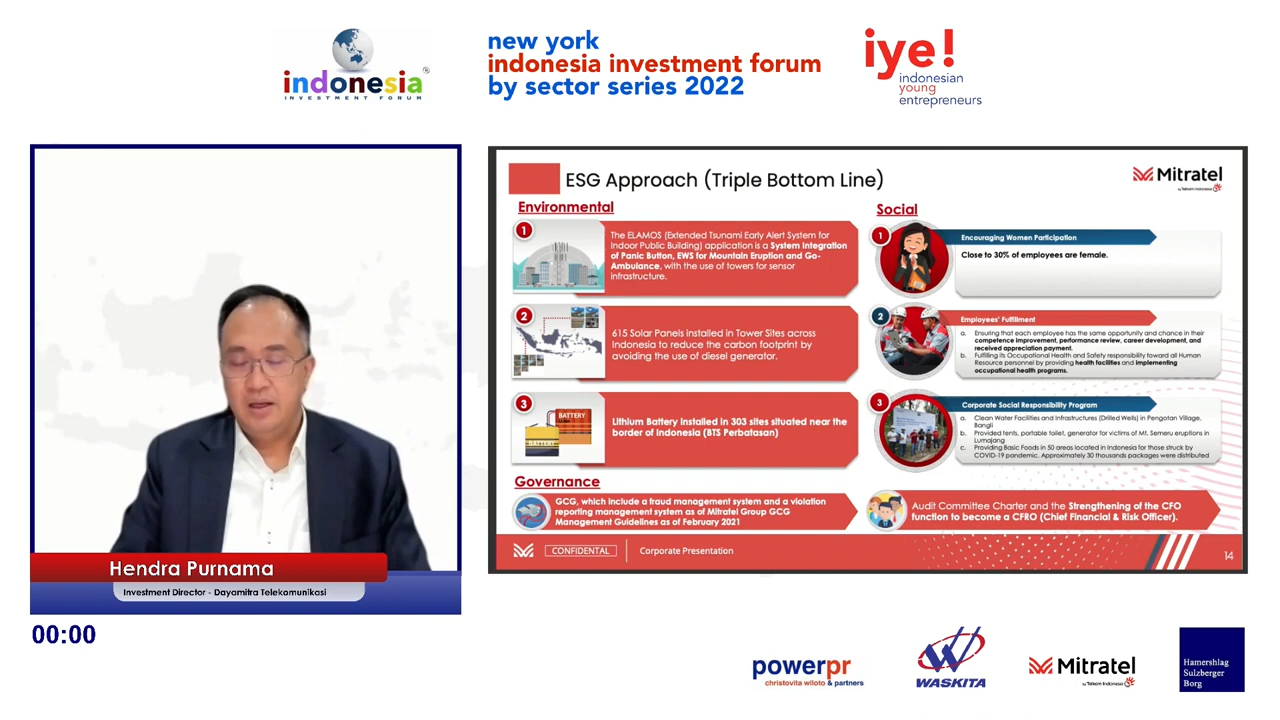 indonesia®
INVESTMENT FORUM
new york
indonesia investment forum
by sector series 2022
iye!
indonesian
young
entrepreneurs
ESG Approach (Triple Bottom Line)
Mitratel
by Telkom Indonesia
Environmental
1
The ELAMOS (Extended Tsunami Early Alert System for
Indoor Public Building) application is a System Integration
of Panic Button, EWS for Mountain Eruption and Go-
Ambulance, with the use of towers for sensor
infrastructure.
2
615 Solar Panels installed in Tower Sites across
Indonesia to reduce the carbon footprint by
avoiding the use of diesel generator.
3
BATTERY
Lithium Battery installed in 303 sites situated near the
border of Indonesia (BTS Perbatasan)
Social
1
Encouraging Women Participation
Close to 30% of employees are female.
2
Employees' Fulfillment
a. Ensuring that each employee has the same opportunity and chance in their
competence improvement, performance review, career development, and
received appreciation payment.
b. Fulfilling its Occupational Health and Safety responsibility toward all Human
Resource personnel by providing health facilities and implementing
occupational health programs.
3
Corporate Social Responsibility Program
a. Clean Water Facilities and Infrastructures (Drilled Wells) in Pengotan Village,
Bangli
b. Provided tents, portable toilet, generator for victims of Mt. Semeru eruptions in
Lumajang
c. Providing Basic Foods in 50 areas located in Indonesia for those struck by
COVID-19 pandemic. Approximately 30 thousands packages were distributed
Governance
GCG, which include a fraud management system and a violation
reporting management system as of Mitratel Group GCG
Management Guidelines as of February 2021
Audit Committee Charter and the Strengthening of the CFO
function to become a CFRO (Chief Financial & Risk Officer).
CONFIDENTAL
Corporate Presentation
14
Hendra Purnama
Investment Director - Dayamitra Telekomunikasi
00:00
powerpr
christovita wiloto & partners
WASKITA
Mitratel
by Telkom Indonesia
Hamershlag
Sulzberger
Borg